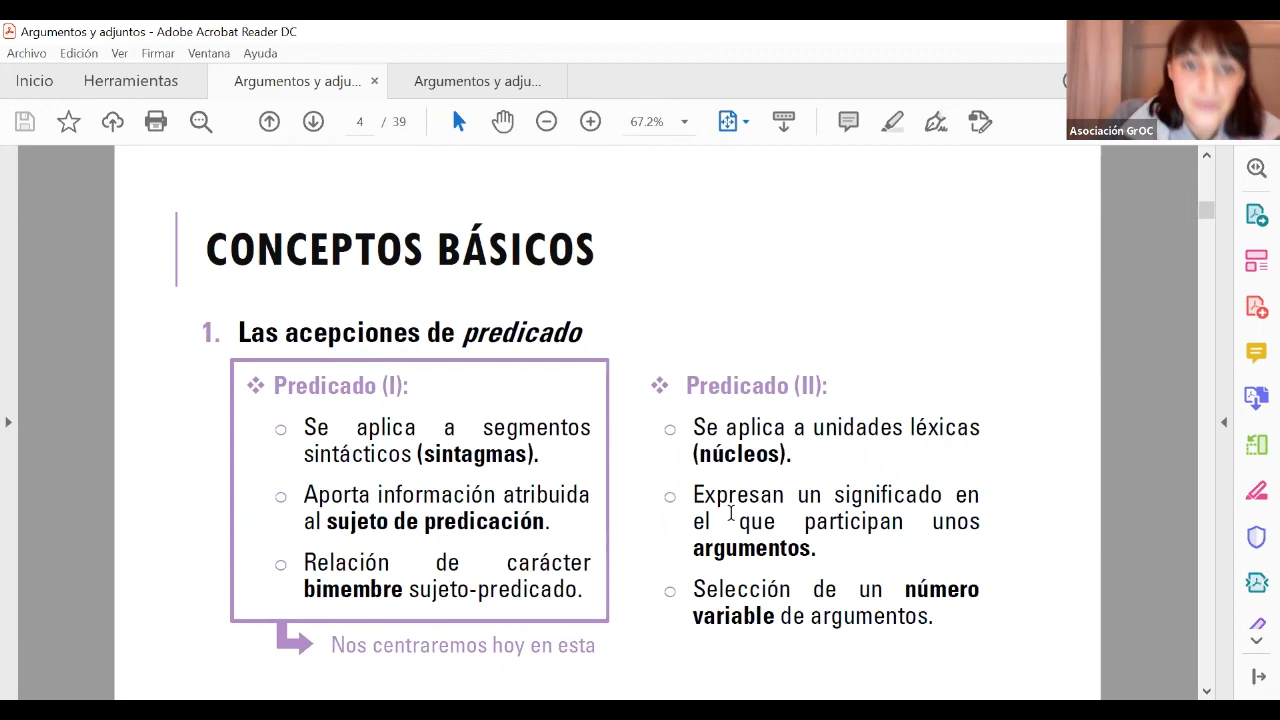 Argumentos y adjuntos - Adobe Acrobat Reader DC
Archivo Edición Ver Firmar Ventana Ayuda
Inicio Herramientas Argumentos y adju... × Argumentos y adju...
4 / 39 67.2%
Asociación GrOC
CONCEPTOS BÁSICOS
1. Las acepciones de predicado
❖ Predicado (I):
○ Se aplica a segmentos
sintácticos (sintagmas).
○ Aporta información atribuida
al sujeto de predicación.
○ Relación de carácter
bimembre sujeto-predicado.
Nos centraremos hoy en esta
❖ Predicado (II):
○ Se aplica a unidades léxicas
(núcleos).
○ Expresan un significado en
el que participan unos
argumentos.
○ Selección de un número
variable de argumentos.